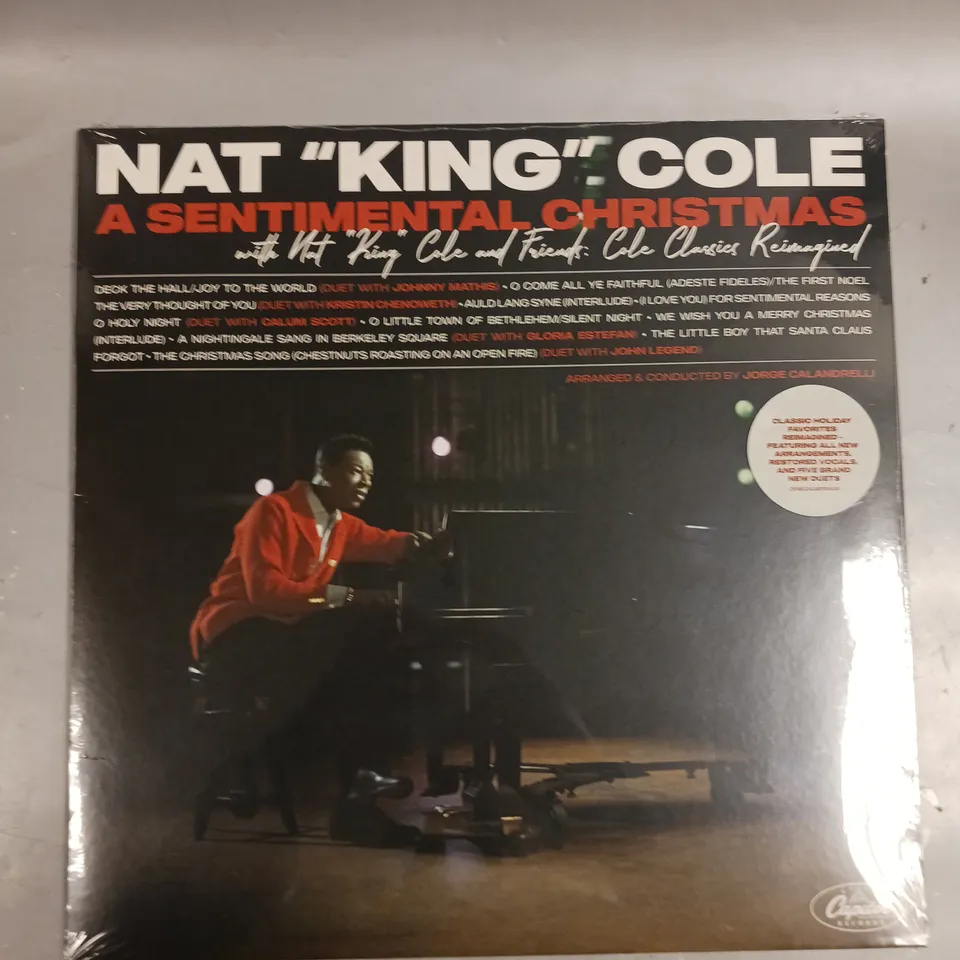 NAT "KING" COLE
A SENTIMENTAL CHRISTMAS
with Nat "King" Cole and Friends: Cole Classics Reimagined
DECK THE HALL/JOY TO THE WORLD (DUET WITH JOHNNY MATHIS) ~ O COME ALL YE FAITHFUL (ADESTE FIDELES)/THE FIRST NOEL
THE VERY THOUGHT OF YOU (DUET WITH KRISTIN CHENOWETH) ~ AULD LANG SYNE (INTERLUDE) ~ (I LOVE YOU) FOR SENTIMENTAL REASONS
O HOLY NIGHT (DUET WITH CALUM SCOTT) ~ O LITTLE TOWN OF BETHLEHEM/SILENT NIGHT ~ WE WISH YOU A MERRY CHRISTMAS
(INTERLUDE) ~ A NIGHTINGALE SANG IN BERKELEY SQUARE (DUET WITH GLORIA ESTEFAN) ~ THE LITTLE BOY THAT SANTA CLAUS
FORGOT ~ THE CHRISTMAS SONG (CHESTNUTS ROASTING ON AN OPEN FIRE) (DUET WITH JOHN LEGEND)
ARRANGED & CONDUCTED BY JORGE CALANDRELLI
CLASSIC HOLIDAY
FAVORITES
REIMAGINED -
FEATURING ALL NEW
ARRANGEMENTS,
RESTORED VOCALS,
AND FIVE BRAND
NEW DUETS
Capitol
RECORDS